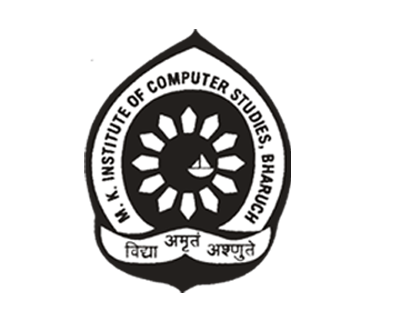 M. K. INSTITUTE OF COMPUTER STUDIES, BHARUCH
विद्या अमृतं अश्णुते